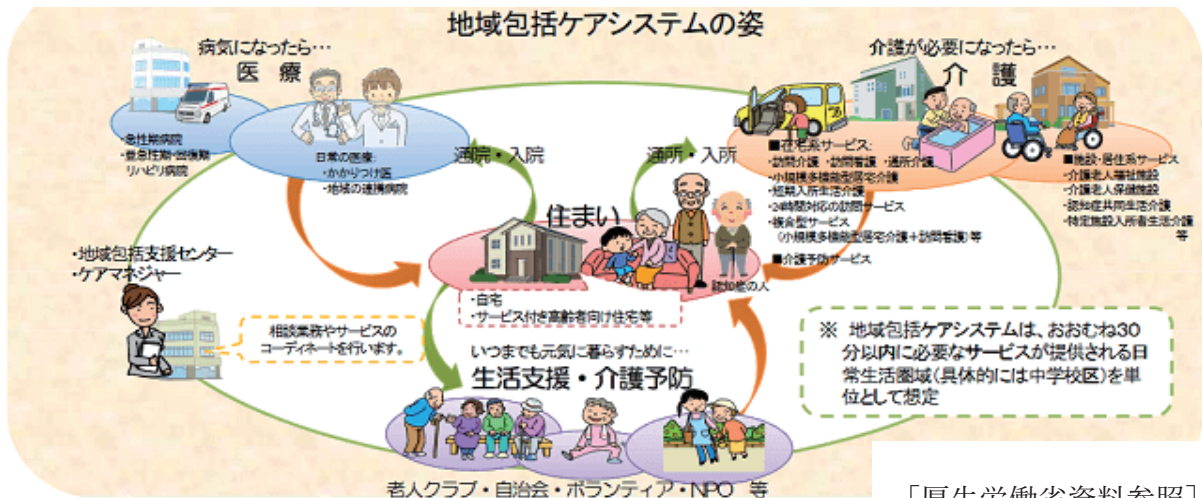 地域包括ケアシステムの姿
病気になったら…
医療
・急性期病院
・亜急性期・回復期
リハビリ病院
日常の医療:
・かかりつけ医
・地域の連携病院
通院・入院
通所・入所
介護が必要になったら…
介護
■在宅系サービス:
・訪問介護 ・訪問看護 ・通所介護
・小規模多機能型居宅介護
・短期入所生活介護
・24時間対応の訪問サービス
・複合型サービス
(小規模多機能型居宅介護+訪問看護)等
■介護予防サービス
■施設・居住系サービス
・介護老人福祉施設
・介護老人保健施設
・認知症共同生活介護
・特定施設入所者生活介護
等
住まい
認知症の人
・自宅
・サービス付き高齢者向け住宅等
・地域包括支援センター
・ケアマネジャー
相談業務やサービスの
コーディネートを行います。
いつまでも元気に暮らすために…
生活支援・介護予防
老人クラブ・自治会・ボランティア・NPO 等
※ 地域包括ケアシステムは、おおむね30
分以内に必要なサービスが提供される日
常生活圏域(具体的には中学校区)を単
位として想定
「厚生労働省資料参照」